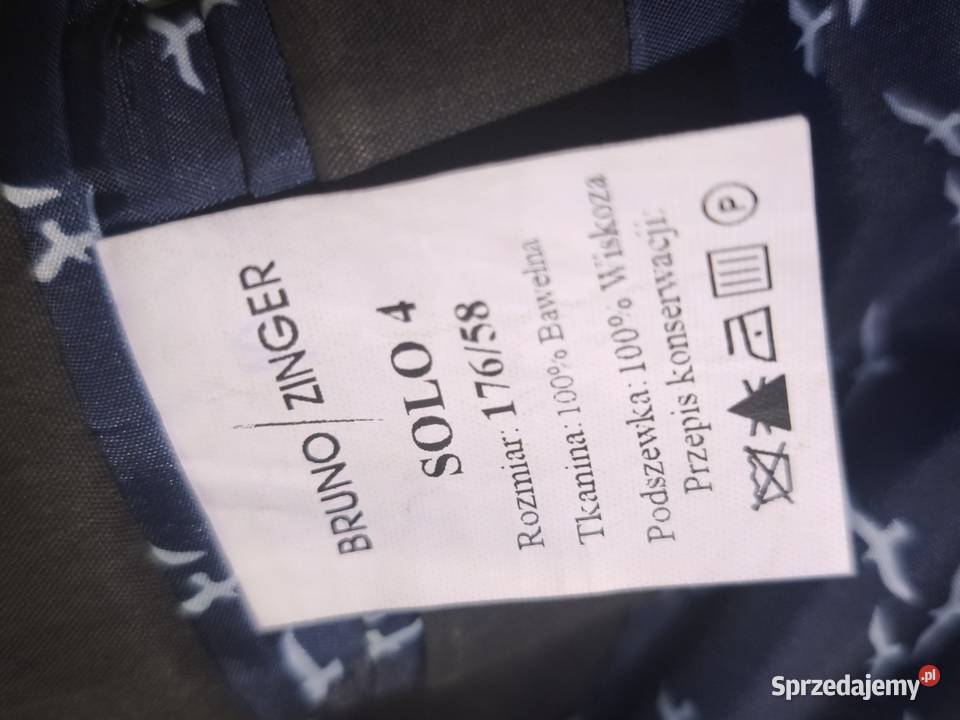 BRUNO ZINGER
SOLO 4
Rozmiar: 176/58
Tkanina: 100% Bawełna
Podszewka: 100% Wiskoza
Przepis konserwacji:
P
Sprzedajemy.pl